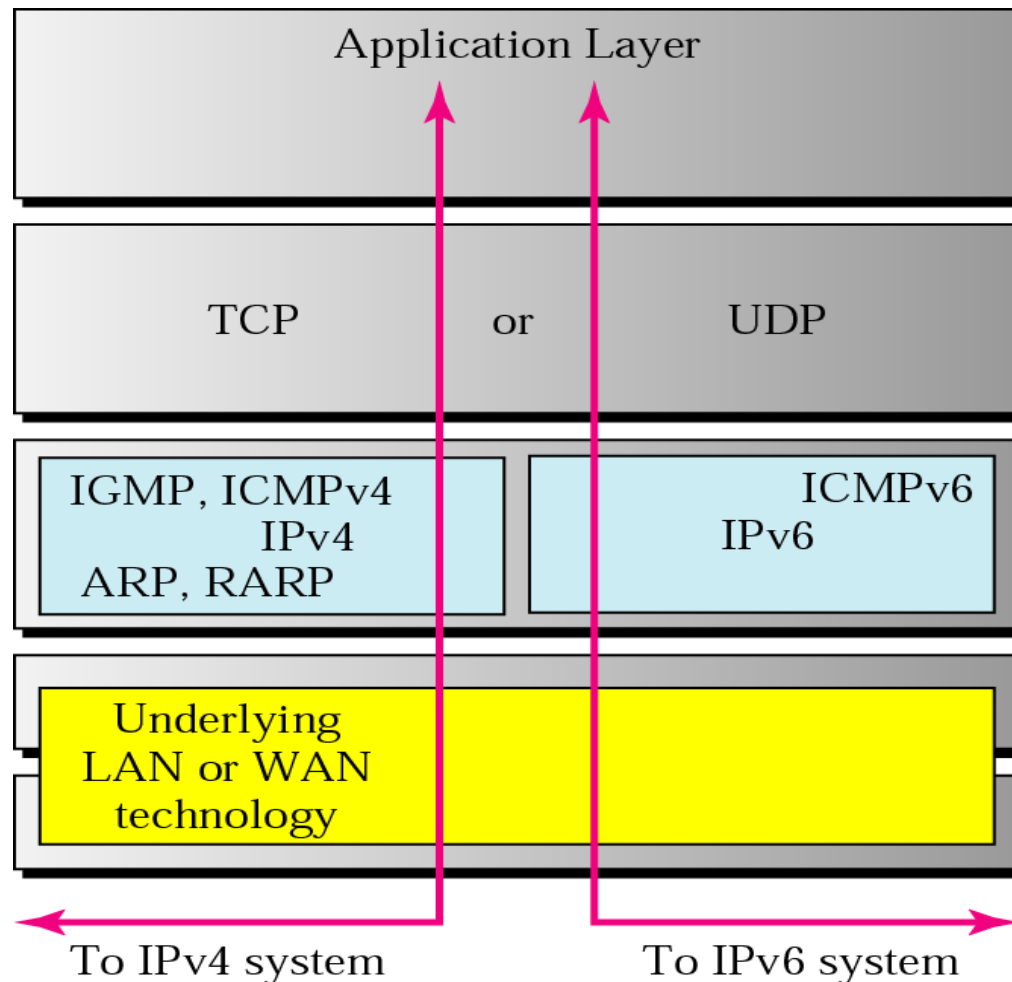 Application Layer
TCP or UDP
IGMP, ICMPv4
IPv4
ARP, RARP
ICMPv6
IPv6
Underlying
LAN or WAN
technology
To IPv4 system
To IPv6 system